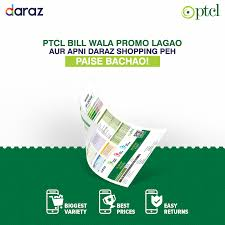 daraz
ptcl
PTCL BILL WALA PROMO LAGAO
AUR APNI DARAZ SHOPPING PEH
PAISE BACHAO!
BIGGEST
VARIETY
BEST
PRICES
EASY
RETURNS